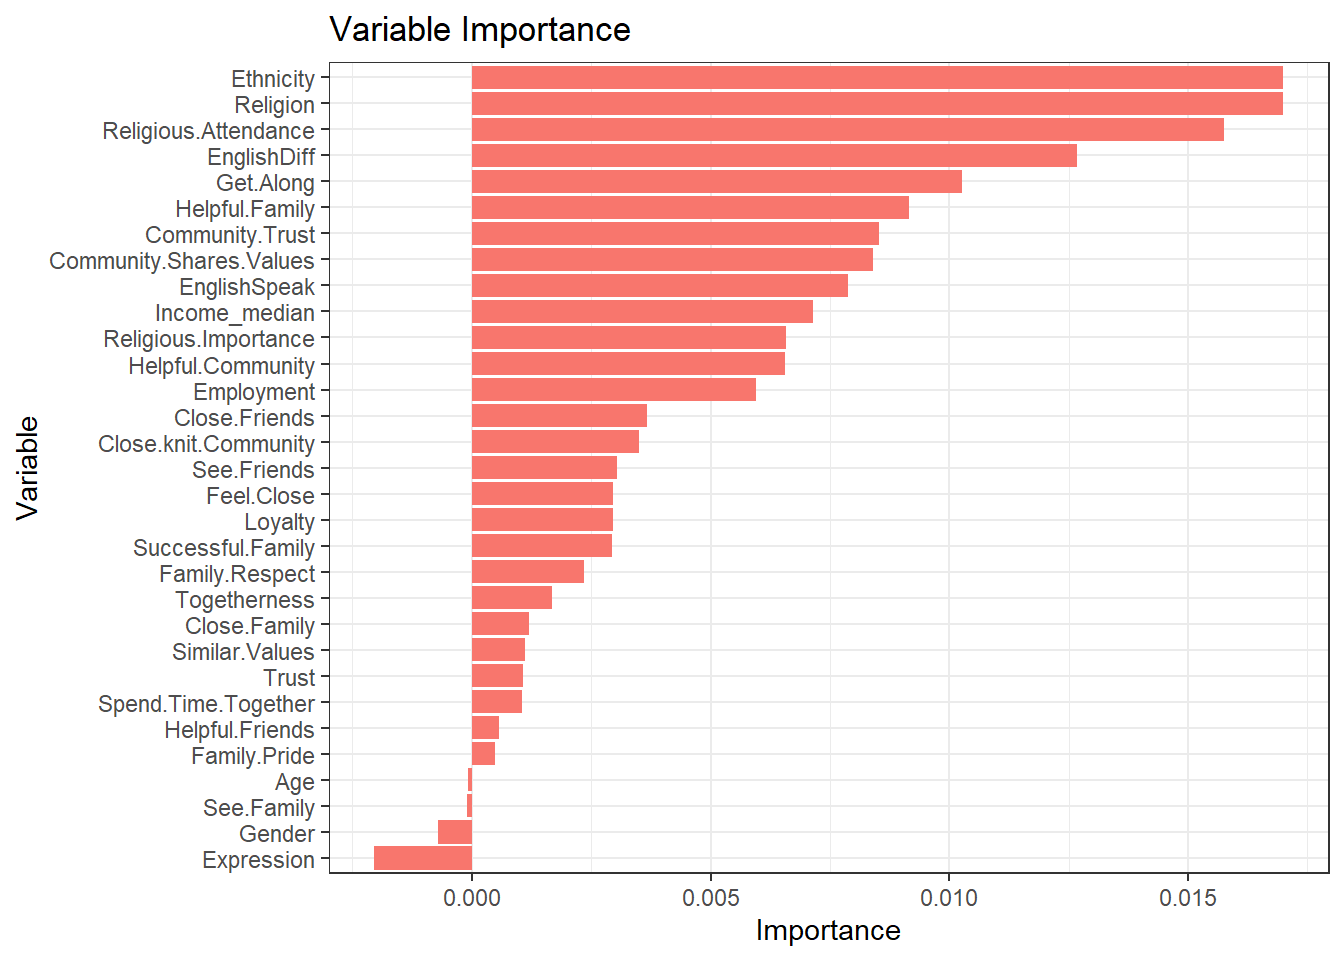 Variable Importance
Ethnicity
Religion
Religious.Attendance
EnglishDiff
Get.Along
Helpful.Family
Community.Trust
Community.Shares.Values
EnglishSpeak
Income_median
Religious.Importance
Helpful.Community
Employment
Close.Friends
Close.knit.Community
See.Friends
Feel.Close
Loyalty
Successful.Family
Family.Respect
Togetherness
Close.Family
Similar.Values
Trust
Spend.Time.Together
Helpful.Friends
Family.Pride
Age
See.Family
Gender
Expression
Variable
0.000 0.005 0.010 0.015
Importance